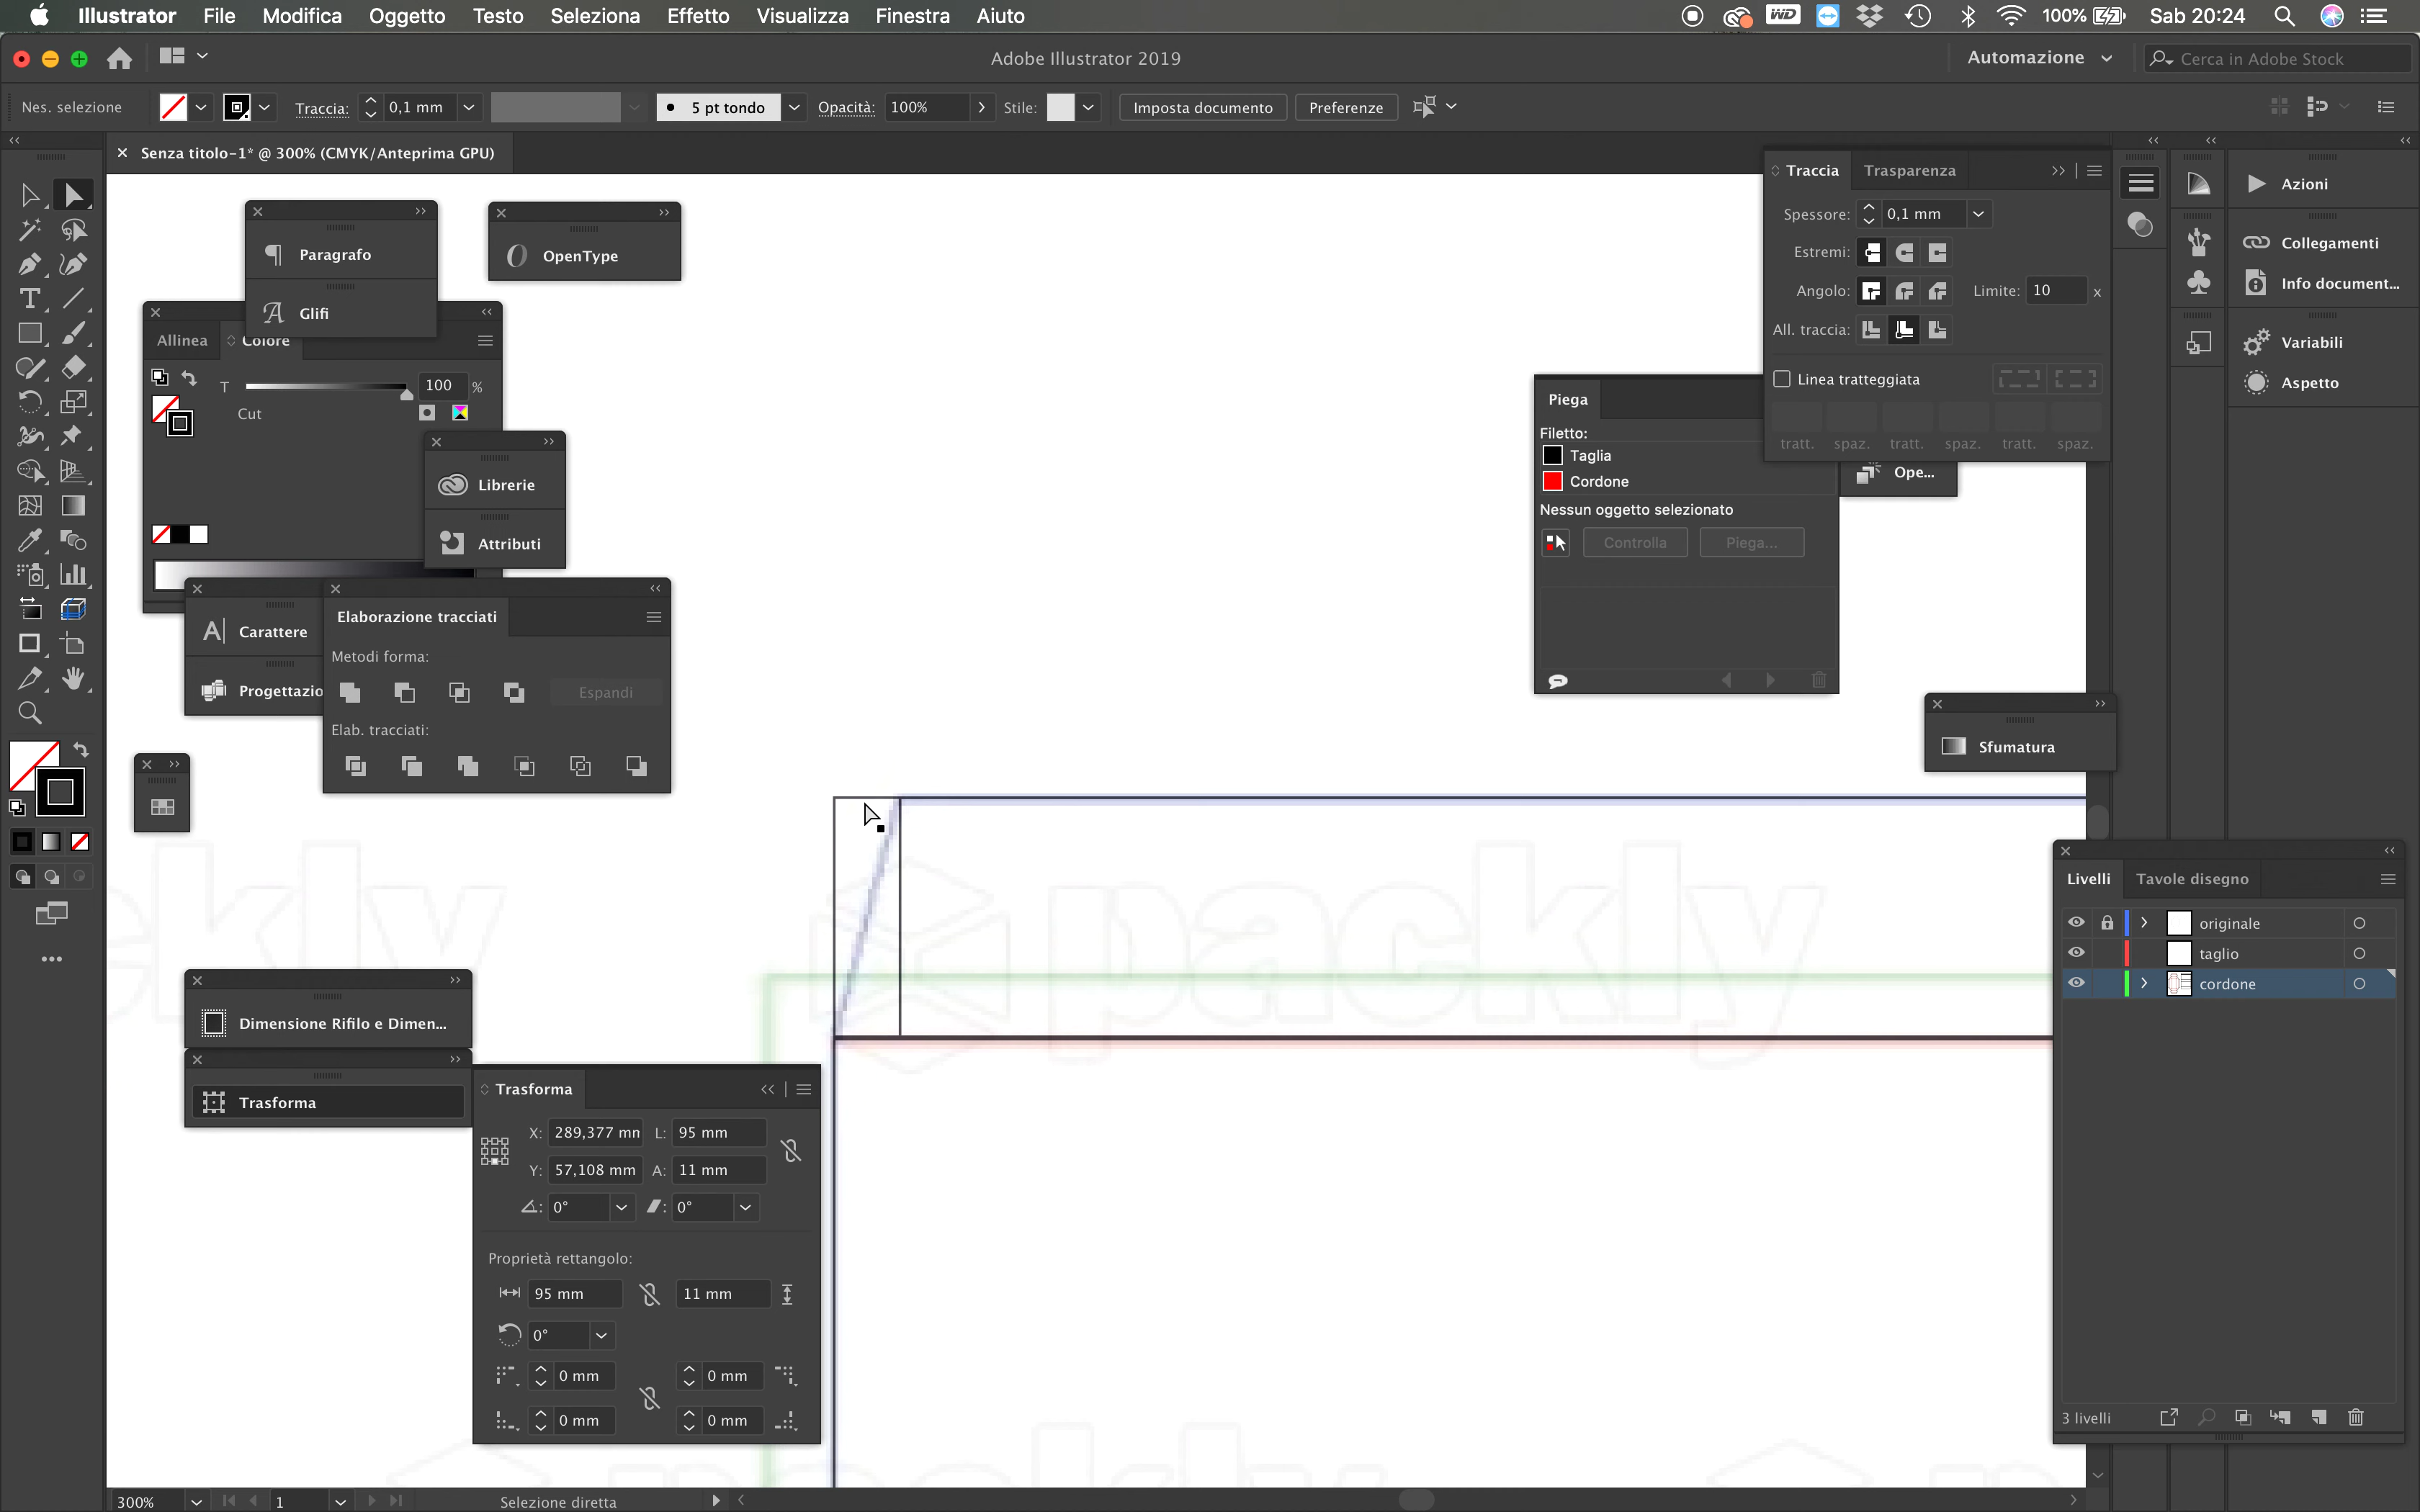 Illustrator File Modifica Oggetto Testo Seleziona Effetto Visualizza Finestra Aiuto
WD 100% Sab 20:24
Adobe Illustrator 2019
Automazione
Cerca in Adobe Stock
Nes. selezione Traccia: 0,1 mm 5 pt tondo Opacità: 100% Stile: Imposta documento Preferenze
Senza titolo-1* @ 300% (CMYK/Anteprima GPU)
Paragrafo
Glifi
OpenType
Allinea Colore
T 100 %
Cut
Librerie
Attributi
Carattere
Progettazio
Elaborazione tracciati
Metodi forma:
Espandi
Elab. tracciati:
Dimensione Rifilo e Dimen...
Trasforma
Trasforma
X: 289,377 mm L: 95 mm
Y: 57,108 mm A: 11 mm
0° 0°
Proprietà rettangolo:
95 mm 11 mm
0°
0 mm 0 mm
0 mm 0 mm
Piega
Filetto:
Taglia
Cordone
Nessun oggetto selezionato
Controlla Piega...
Traccia Trasparenza
Spessore: 0,1 mm
Estremi:
Angolo: Limite: 10 x
All. traccia:
Linea tratteggiata
tratt. spaz. tratt. spaz. tratt. spaz.
Ope...
Sfumatura
Azioni
Collegamenti
Info document...
Variabili
Aspetto
Livelli Tavole disegno
originale
taglio
cordone
3 livelli
ckly
packly
300% 1 Selezione diretta